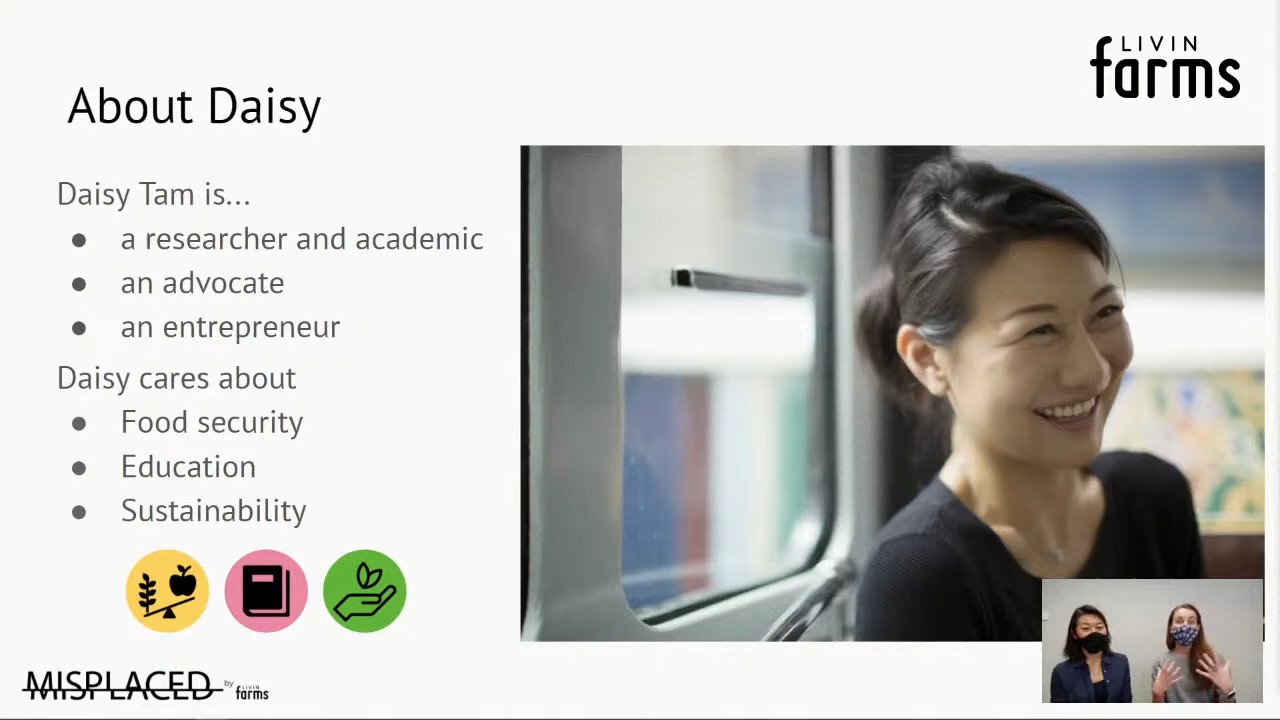 LIVIN
farms
About Daisy
Daisy Tam is...
● a researcher and academic
● an advocate
● an entrepreneur
Daisy cares about
● Food security
● Education
● Sustainability
MISPLACED by LIVIN farms